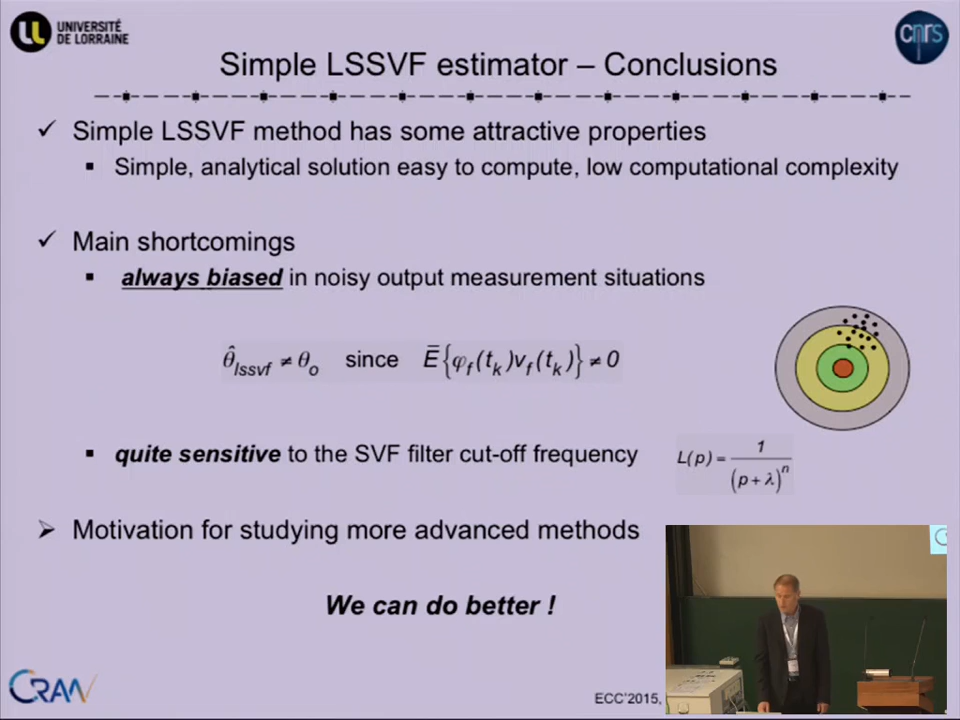 UNIVERSITÉ
DE LORRAINE
cnrs
Simple LSSVF estimator – Conclusions
✓ Simple LSSVF method has some attractive properties
▪ Simple, analytical solution easy to compute, low computational complexity
✓ Main shortcomings
▪ always biased in noisy output measurement situations
θ̂lssvf ≠ θo since Ē{φf(tk)vf(tk)} ≠ 0
▪ quite sensitive to the SVF filter cut-off frequency L(p) = 1/(p + λ)^n
➢ Motivation for studying more advanced methods
We can do better !
CRAN
ECC'2015,